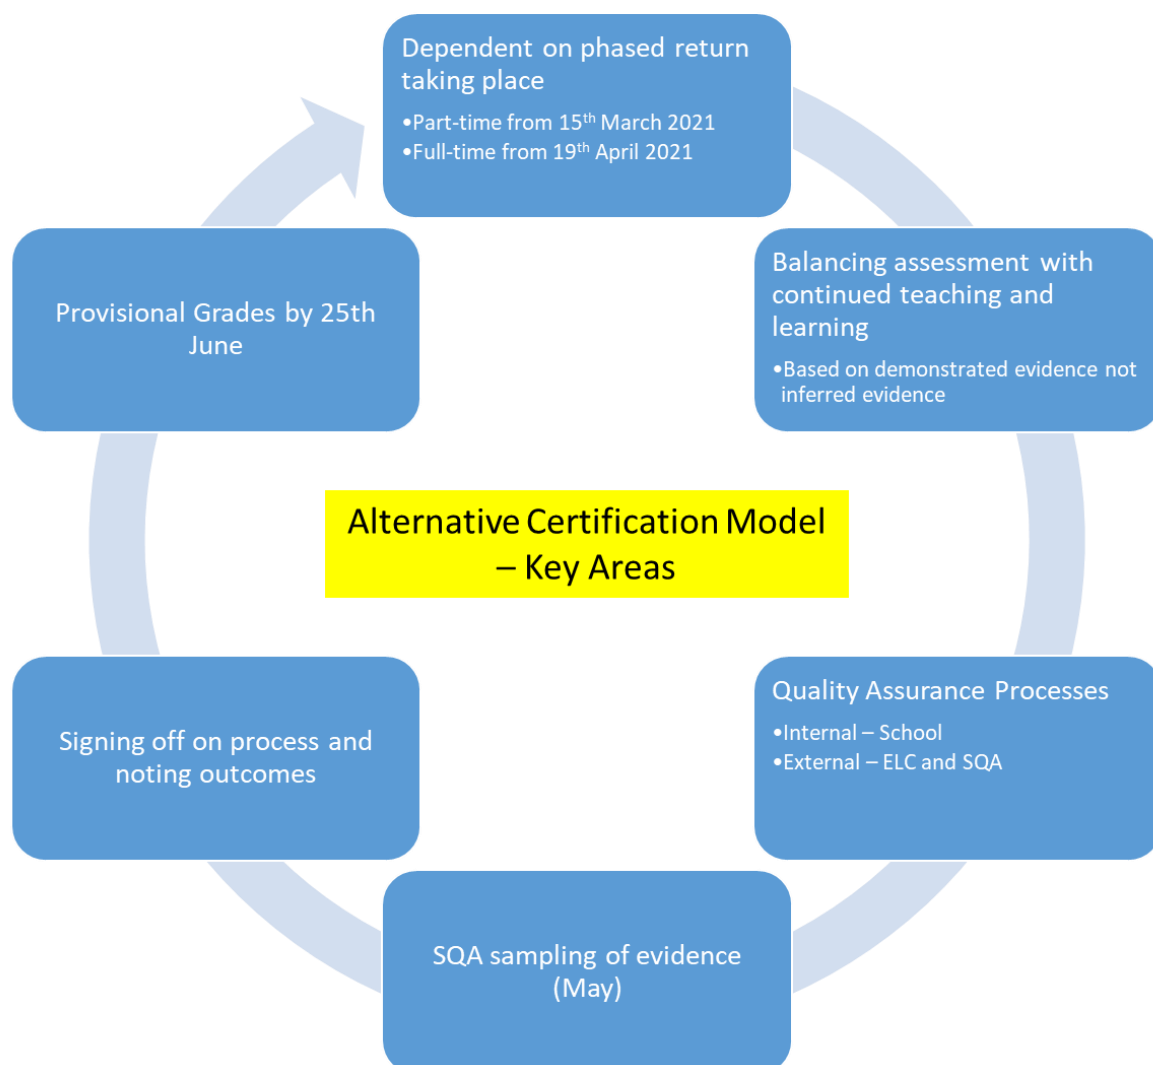 Dependent on phased return
taking place
•Part-time from 15th March 2021
•Full-time from 19th April 2021
Balancing assessment with
continued teaching and
learning
•Based on demonstrated evidence not
inferred evidence
Quality Assurance Processes
•Internal – School
•External – ELC and SQA
SQA sampling of evidence
(May)
Signing off on process and
noting outcomes
Provisional Grades by 25th
June
Alternative Certification Model
– Key Areas